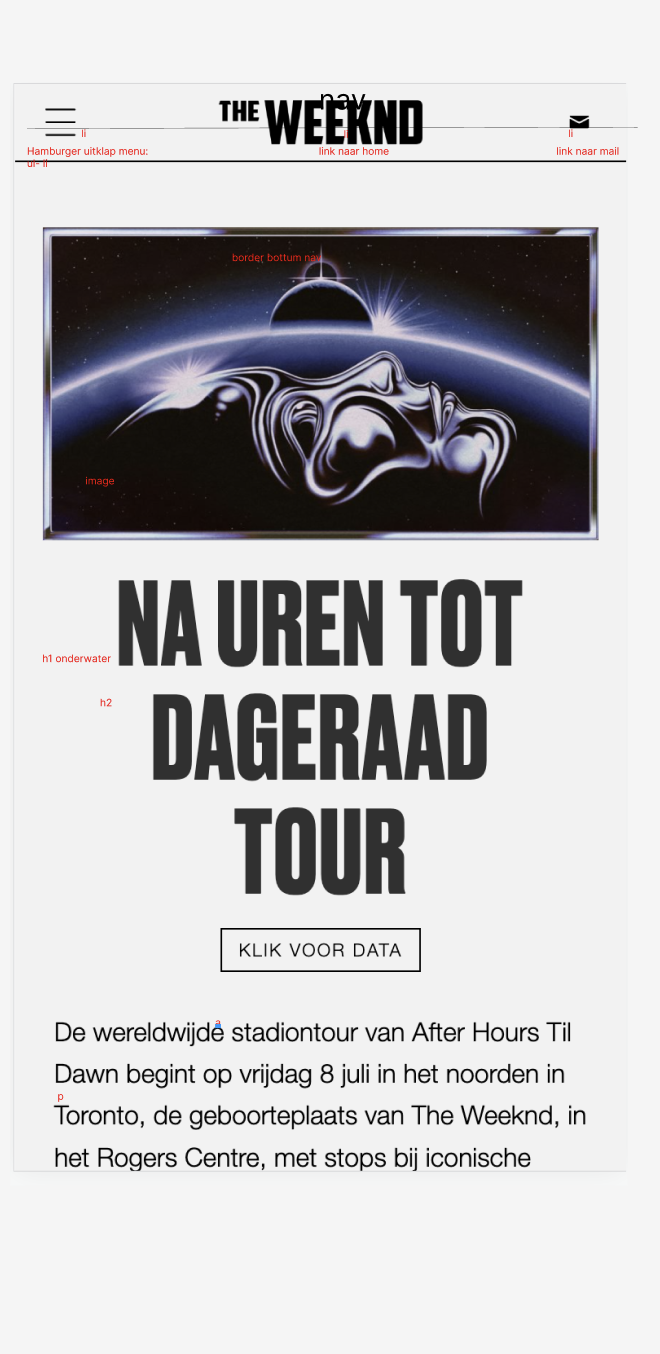 nav
THE WEEKND
li
li
li
Hamburger uitklap menu:
ul- li
link naar home
link naar mail
border bottum nav
image
NA UREN TOT
h1 onderwater
h2
DAGERAAD
TOUR
KLIK VOOR DATA
a
De wereldwijde stadiontour van After Hours Til
Dawn begint op vrijdag 8 juli in het noorden in
p
Toronto, de geboorteplaats van The Weeknd, in
het Rogers Centre, met stops bij iconische